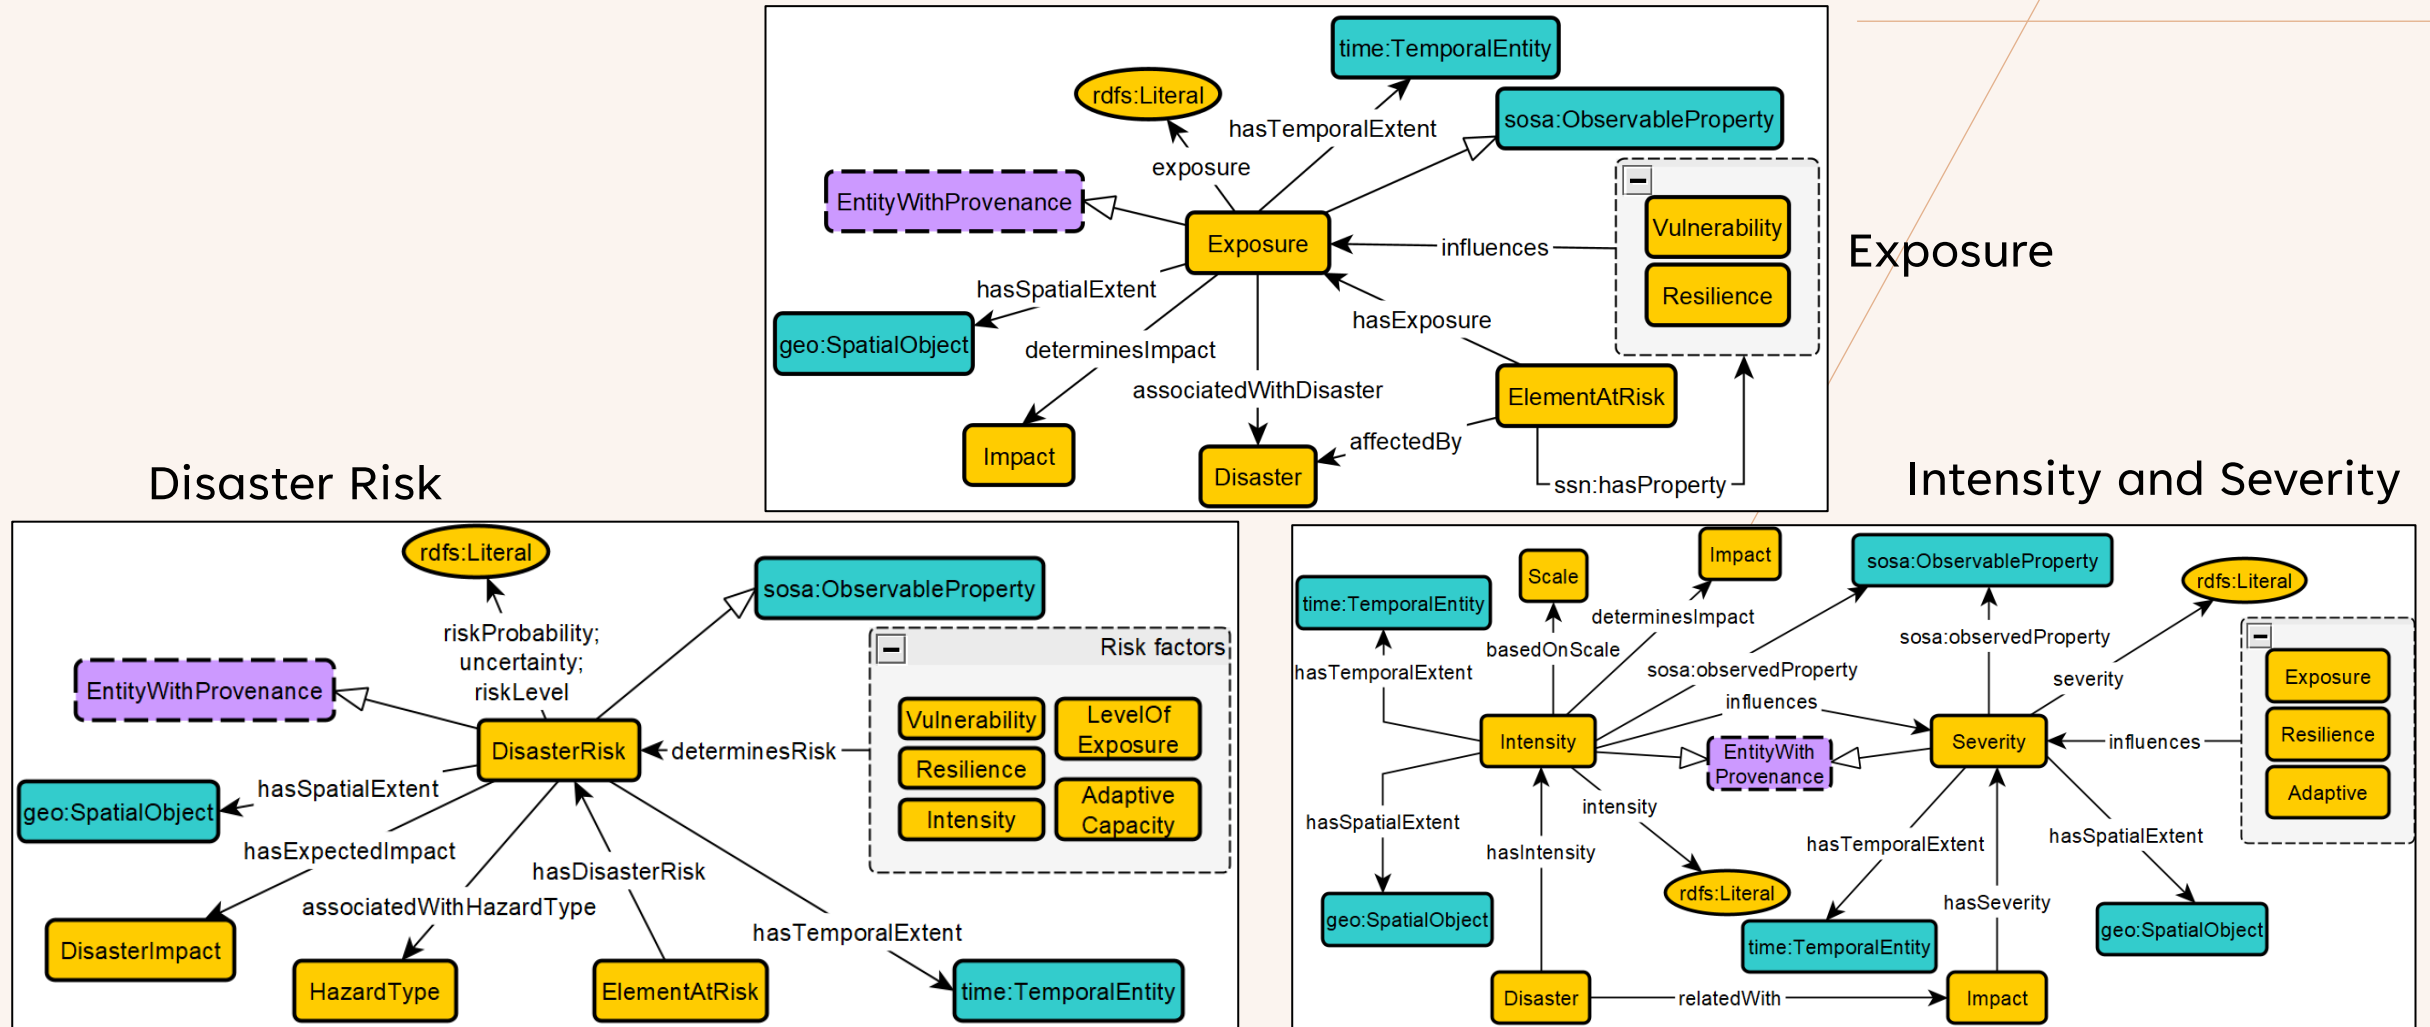 time:TemporalEntity
rdfs:Literal
sosa:ObservableProperty
hasTemporalExtent
exposure
EntityWithProvenance
Vulnerability
Exposure
influences
Resilience
hasSpatialExtent
hasExposure
geo:SpatialObject
determinesImpact
associatedWithDisaster
ElementAtRisk
affectedBy
Impact
Disaster
ssn:hasProperty
Exposure
Disaster Risk
rdfs:Literal
sosa:ObservableProperty
riskProbability;
uncertainty;
riskLevel
Risk factors
EntityWithProvenance
Vulnerability
LevelOf
Exposure
DisasterRisk
determinesRisk
Resilience
hasSpatialExtent
Adaptive
Capacity
geo:SpatialObject
Intensity
hasExpectedImpact
hasDisasterRisk
associatedWithHazardType
hasTemporalExtent
DisasterImpact
HazardType
ElementAtRisk
time:TemporalEntity
Intensity and Severity
Impact
sosa:ObservableProperty
Scale
rdfs:Literal
time:TemporalEntity
determinesImpact
basedOnScale
sosa:observedProperty
hasTemporalExtent
sosa:observedProperty
severity
Exposure
influences
Intensity
EntityWith
Provenance
Severity
influences
Resilience
Adaptive
intensity
hasSpatialExtent
hasIntensity
hasTemporalExtent
hasSpatialExtent
rdfs:Literal
hasSeverity
geo:SpatialObject
time:TemporalEntity
geo:SpatialObject
Disaster
relatedWith
Impact